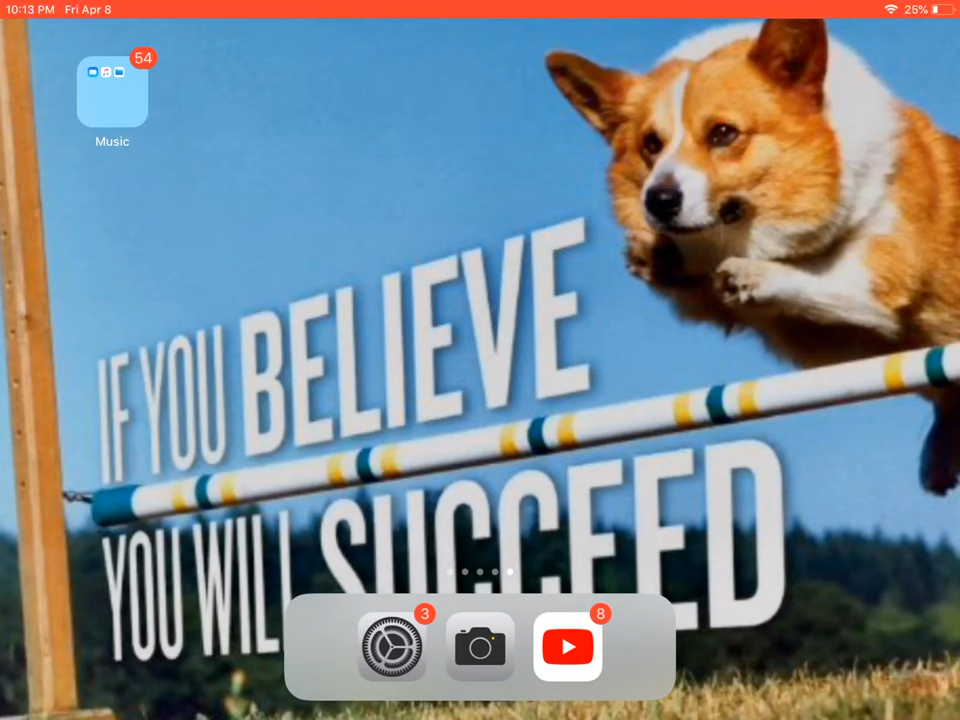 10:13 PM Fri Apr 8 25%
54
Music
IF YOU BELIEVE
YOU WILL SUCCEED
3
8